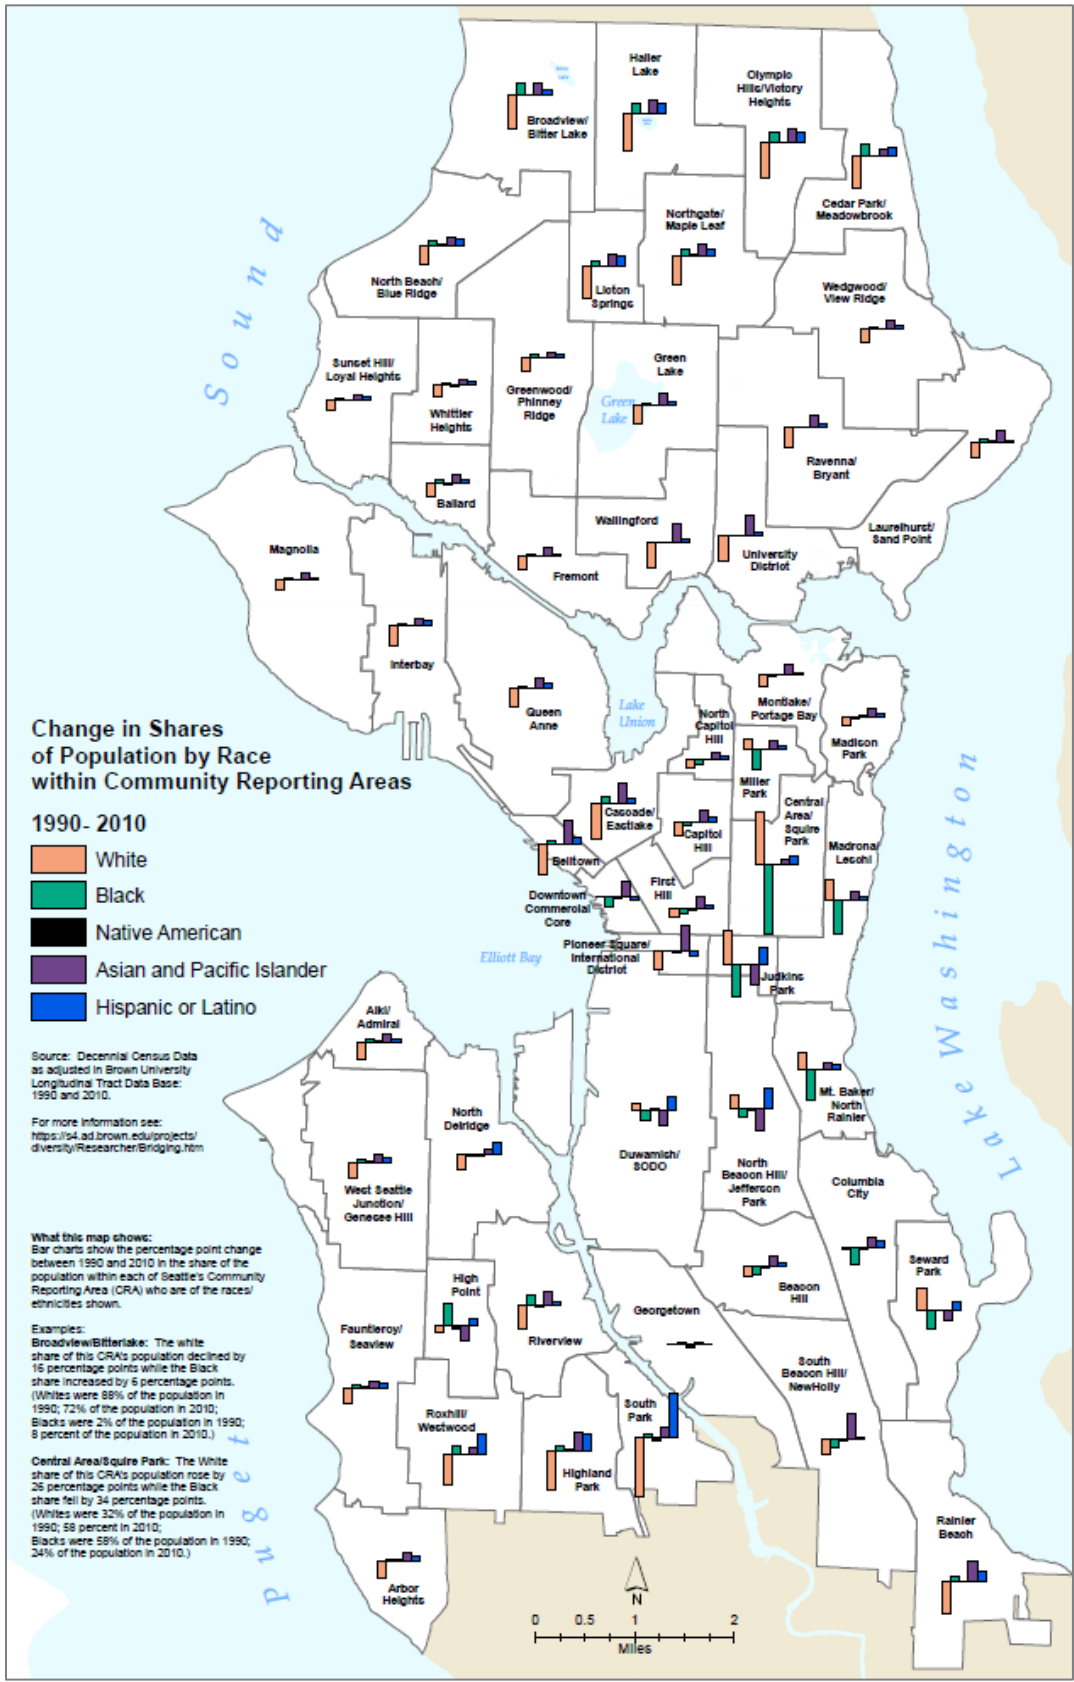 Haller
Lake
Olympic
Hills/Victory
Heights
Broadview/
Bitter Lake
Cedar Park/
Meadowbrook
Northgate/
Maple Leaf
North Beach/
Blue Ridge
Licton
Springs
Wedgwood/
View Ridge
Sound
Sunset Hill/
Loyal Heights
Whittier
Heights
Greenwood/
Phinney
Ridge
Green
Lake
Green
Lake
Ravenna/
Bryant
Ballard
Laurelhurst/
Sand Point
Wallingford
University
District
Fremont
Magnolia
Interbay
Queen
Anne
Lake
Union
North
Capitol
Hill
Montlake/
Portage Bay
Madison
Park
Miller
Park
Central
Area/
Squire
Park
Madrona/
Leschi
Cascade/
Eastlake
Capitol
Hill
Belltown
First
Hill
Downtown
Commercial
Core
Pioneer Square/
International
District
Judkins
Park
Elliott Bay
Lake Washington
Change in Shares
of Population by Race
within Community Reporting Areas
1990- 2010
White
Black
Native American
Asian and Pacific Islander
Hispanic or Latino
Source: Decennial Census Data
as adjusted in Brown University
Longitudinal Tract Data Base:
1990 and 2010.
For more information see:
https://s4.ad.brown.edu/projects/
diversity/Researcher/Bridging.htm
What this map shows:
Bar charts show the percentage point change
between 1990 and 2010 in the share of the
population within each of Seattle's Community
Reporting Area (CRA) who are of the races/
ethnicities shown.
Examples:
Broadview/Bitterlake: The white
share of this CRA's population declined by
16 percentage points while the Black
share increased by 6 percentage points.
(Whites were 88% of the population in
1990; 72% of the population in 2010;
Blacks were 2% of the population in 1990;
8 percent of the population in 2010.)
Central Area/Squire Park: The White
share of this CRA's population rose by
26 percentage points while the Black
share fell by 34 percentage points.
(Whites were 32% of the population in
1990; 58 percent in 2010;
Blacks were 58% of the population in 1990;
24% of the population in 2010.)
Puget
Alki/
Admiral
North
Delridge
West Seattle
Junction/
Genesee Hill
Duwamish/
SODO
North
Beacon Hill/
Jefferson
Park
Mt. Baker/
North
Rainier
Columbia
City
Seward
Park
High
Point
Fauntleroy/
Seaview
Riverview
Georgetown
Beacon
Hill
South
Beacon Hill/
NewHolly
Roxhill/
Westwood
South
Park
Highland
Park
Arbor
Heights
Rainier
Beach
N
0 0.5 1 2
Miles